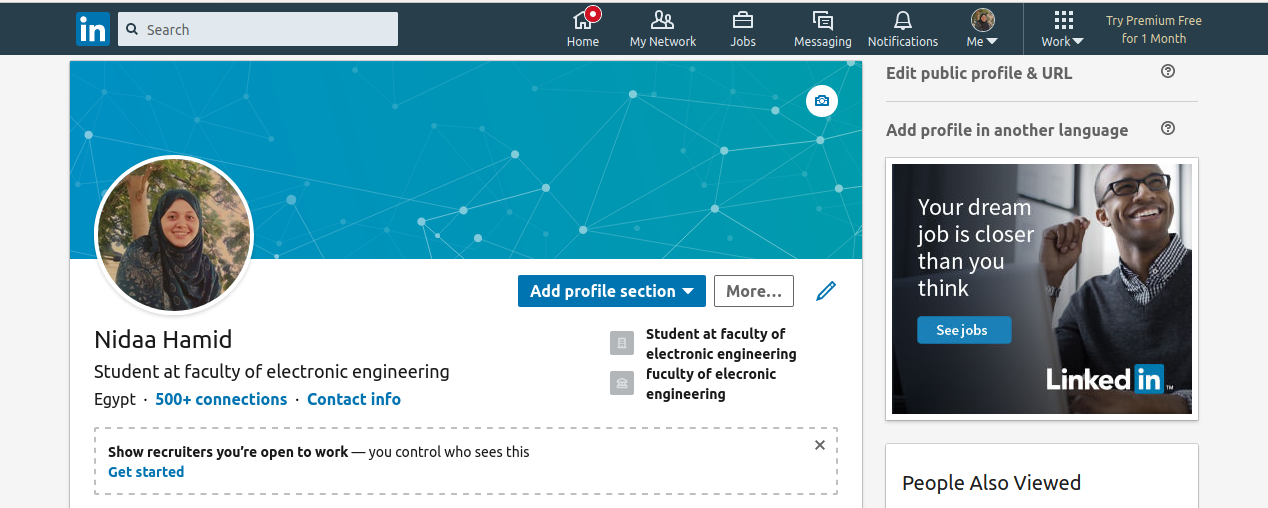 in
Search
Home
My Network
Jobs
Messaging
Notifications
Me
Work
Try Premium Free
for 1 Month
Edit public profile & URL
Add profile in another language
Add profile section
More...
Nidaa Hamid
Student at faculty of electronic engineering
Egypt · 500+ connections · Contact info
Student at faculty of
electronic engineering
fuculty of elecronic
engineering
Show recruiters you’re open to work — you control who sees this
Get started
Your dream
job is closer
than you
think
See jobs
Linked in TM
People Also Viewed